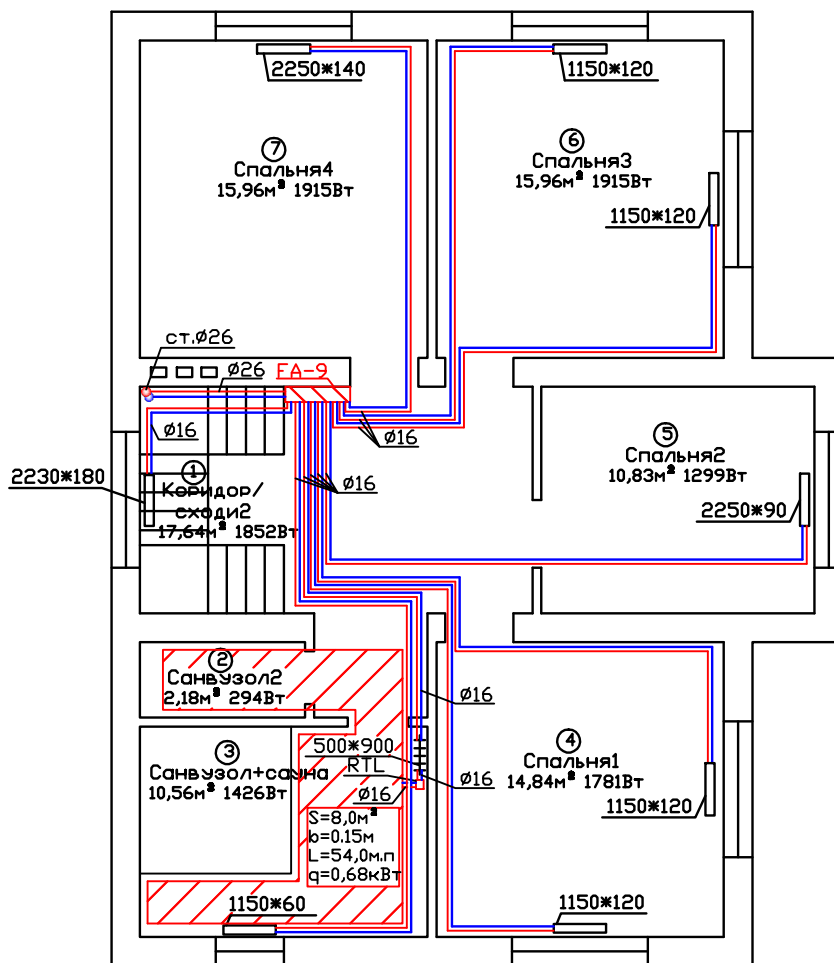 2250*140
1150*120
7
Спальня4
15,96м² 1915Вт
6
Спальня3
15,96м² 1915Вт
1150*120
ст.Ø26
Ø26
FA-9
Ø16
Ø16
5
Спальня2
10,83м² 1299Вт
2250*90
2230*180
1
Коридор/
сходи2
17,64м² 1852Вт
Ø16
2
Санвузол2
2,18м² 294Вт
Ø16
500*900
RTL
Ø16
Ø16
3
Санвузол+сауна
10,56м² 1426Вт
4
Спальня1
14,84м² 1781Вт
1150*120
S=8,0м²
b=0.15м
L=54,0м.п
q=0,68кВт
1150*60
1150*120